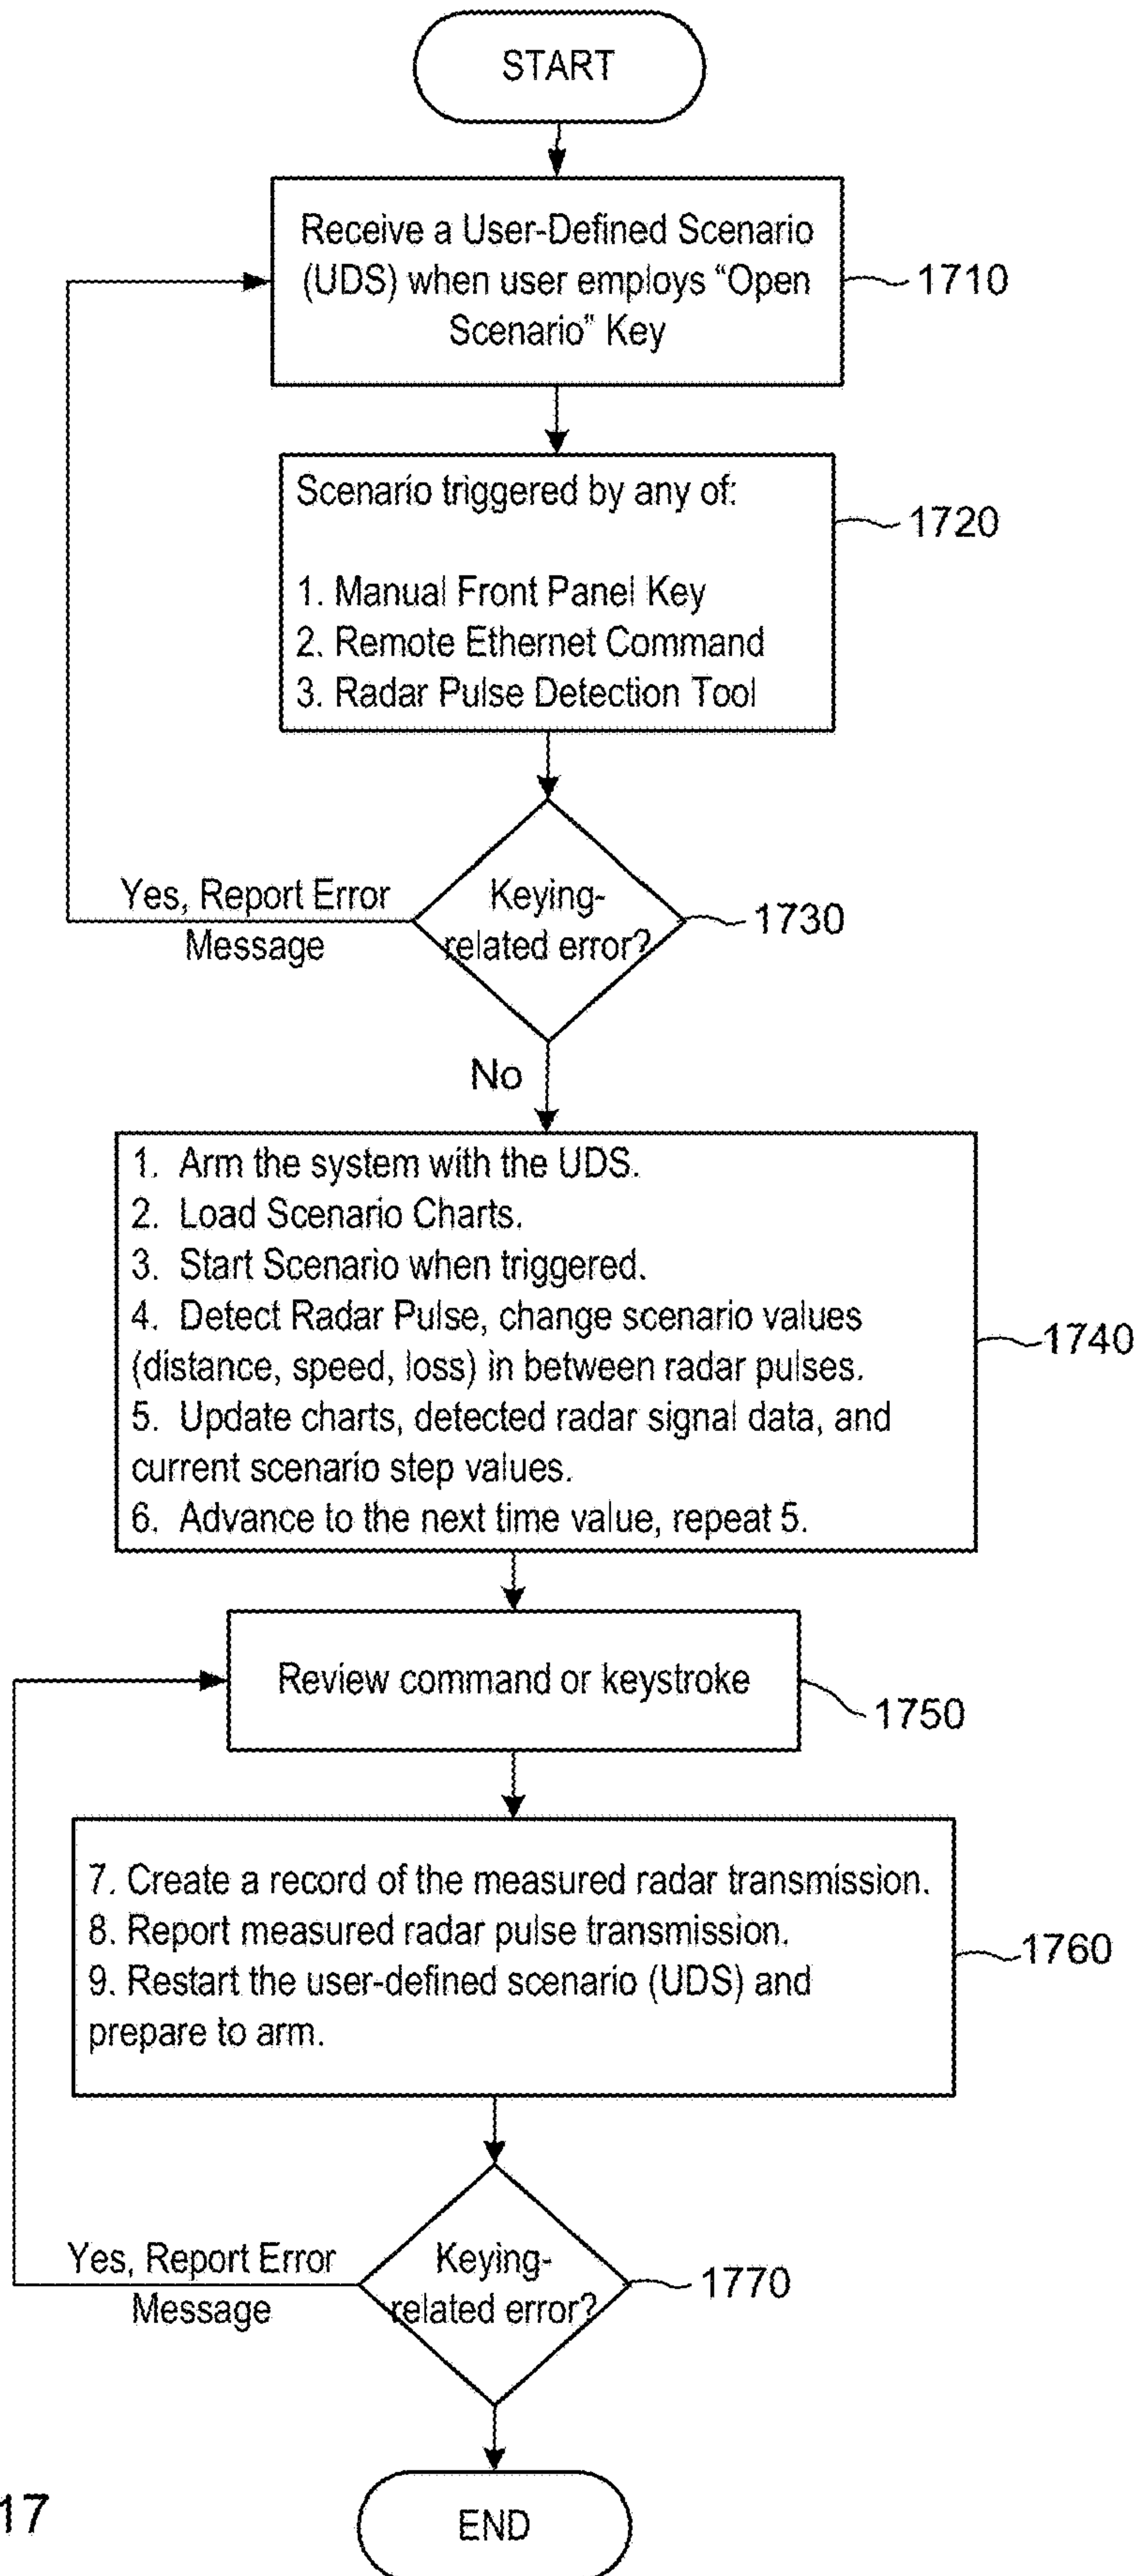 START
Receive a User-Defined Scenario
(UDS) when user employs “Open
Scenario” Key
1710
Scenario triggered by any of:
1720
1. Manual Front Panel Key
2. Remote Ethernet Command
3. Radar Pulse Detection Tool
Yes, Report Error
Message
Keying-
related error?
1730
No
1. Arm the system with the UDS.
2. Load Scenario Charts.
3. Start Scenario when triggered.
4. Detect Radar Pulse, change scenario values
(distance, speed, loss) in between radar pulses.
5. Update charts, detected radar signal data, and
current scenario step values.
6. Advance to the next time value, repeat 5.
1740
Review command or keystroke
1750
7. Create a record of the measured radar transmission.
8. Report measured radar pulse transmission.
9. Restart the user-defined scenario (UDS) and
prepare to arm.
1760
Yes, Report Error
Message
Keying-
related error?
1770
END
17